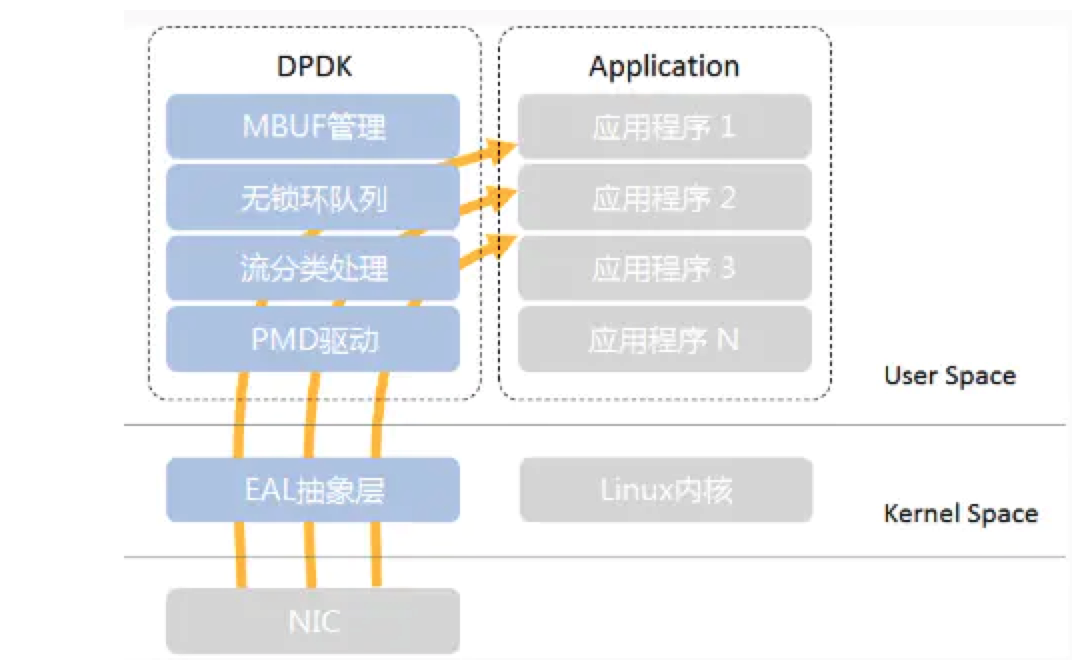 DPDK
MBUF管理
无锁环队列
流分类处理
PMD驱动
Application
应用程序 1
应用程序 2
应用程序 3
应用程序 N
User Space
EAL抽象层
Linux内核
Kernel Space
NIC